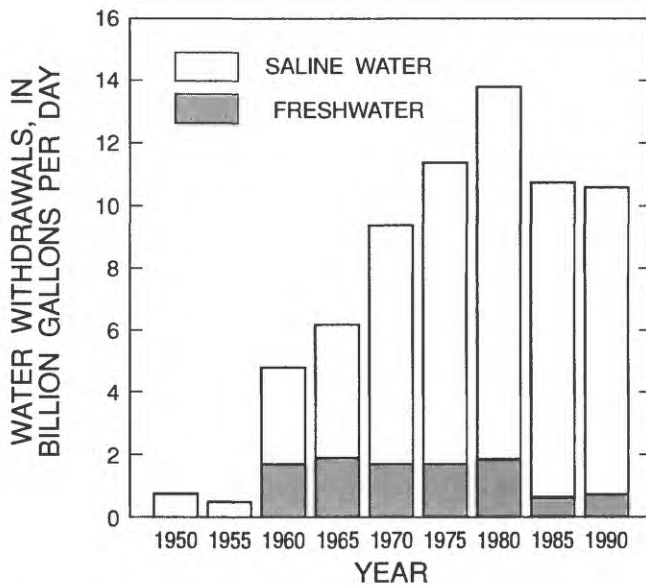 WATER WITHDRAWALS, IN
BILLION GALLONS PER DAY
16
14
12
10
8
6
4
2
0
SALINE WATER
FRESHWATER
1950 1955 1960 1965 1970 1975 1980 1985 1990
YEAR